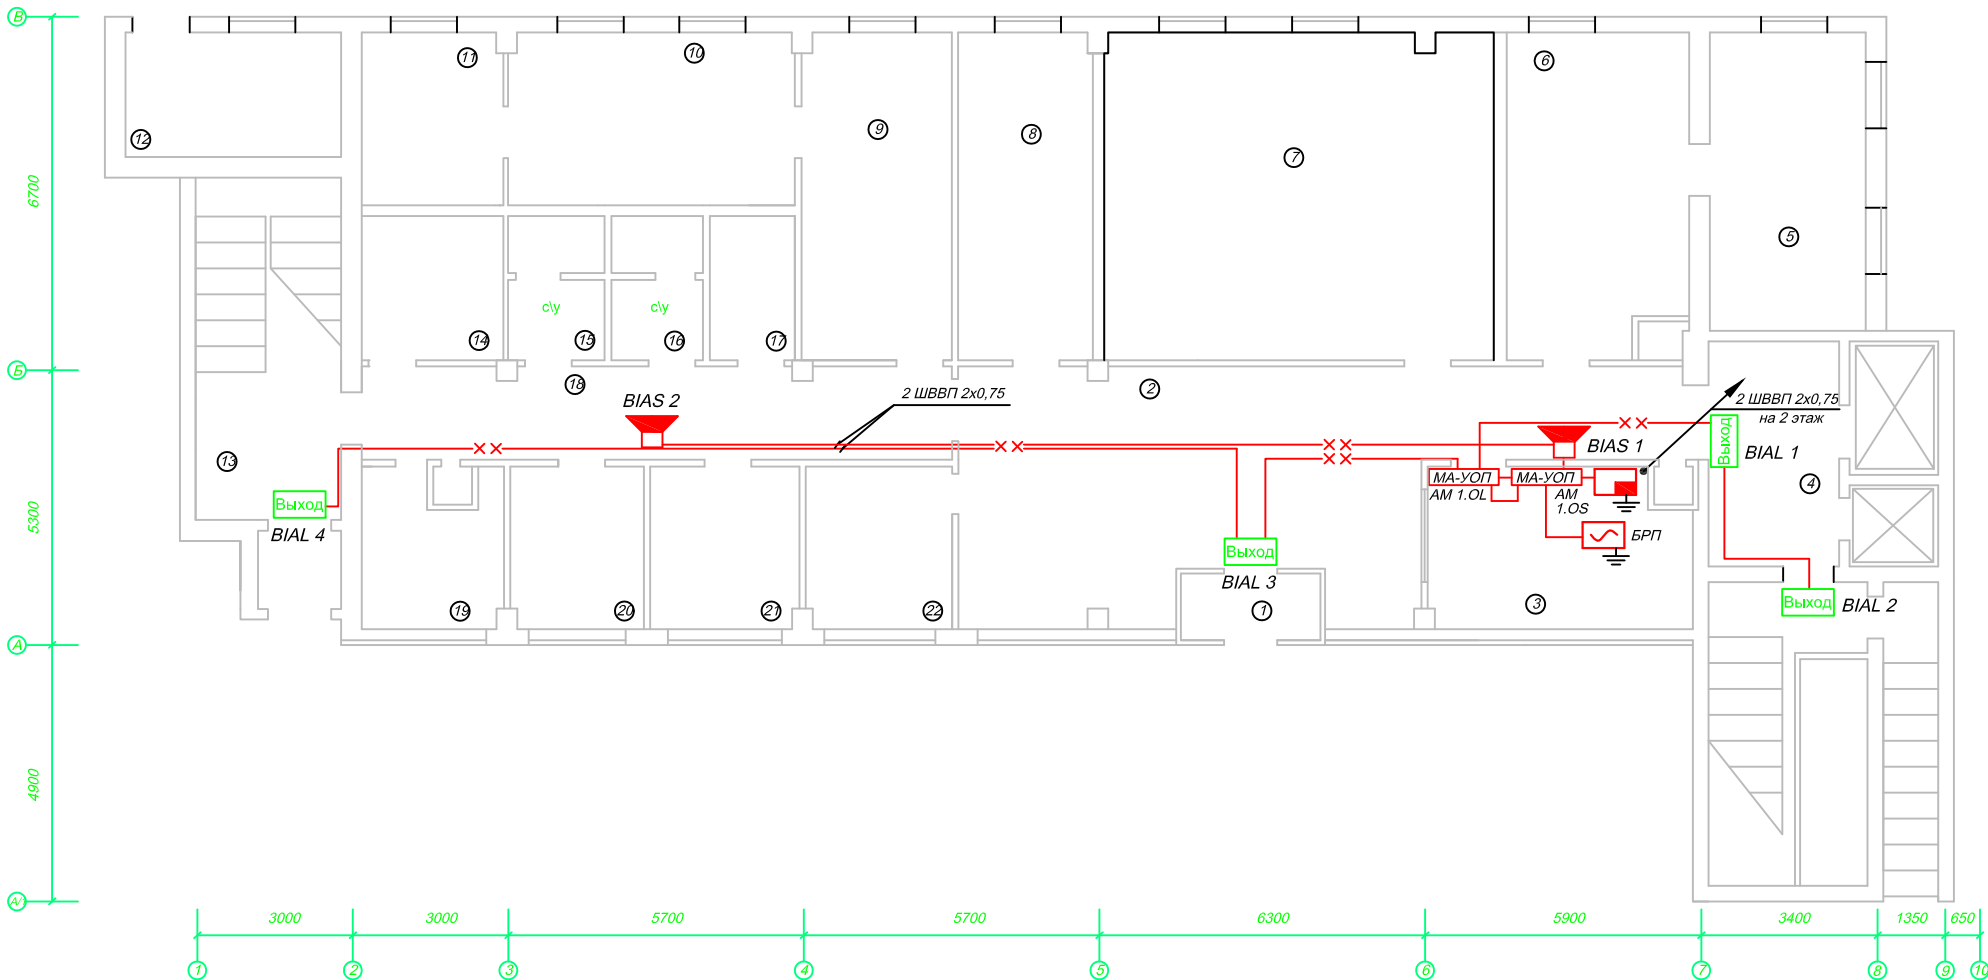 В
11
10
6
12
9
8
7
6700
5
с\у
с\у
14
15
16
17
Б
18
2
BIAS 2
2 ШВВП 2х0,75
2 ШВВП 2х0,75
на 2 этаж
Выход
BIAS 1
BIAL 1
13
МА-УОП
МА-УОП
4
АМ 1.OL
АМ
1.OS
Выход
5300
BIAL 4
БРП
Выход
BIAL 3
Выход
BIAL 2
19
20
21
22
1
3
А
4900
А/
3000
3000
5700
5700
6300
5900
3400
1350
650
1
2
3
4
5
6
7
8
9
10